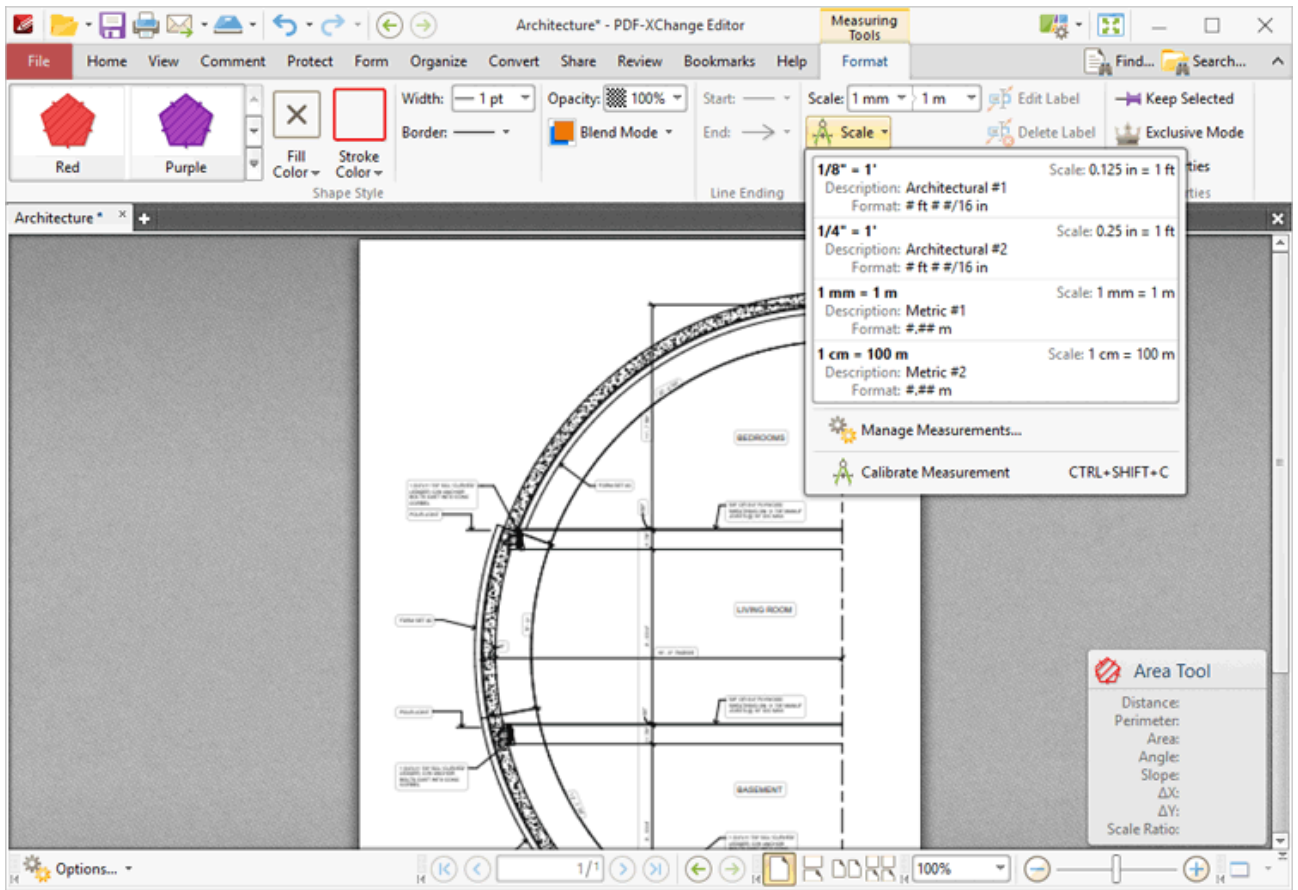 Architecture* - PDF-XChange Editor
Measuring Tools
File Home View Comment Protect Form Organize Convert Share Review Bookmarks Help Format Find... Search...
Red
Purple
Fill Color
Stroke Color
Shape Style
Width: 1 pt
Border:
Opacity: 100%
Blend Mode
Start:
End:
Line Ending
Scale: 1 mm 1 m
Scale
Edit Label
Delete Label
Keep Selected
Exclusive Mode
1/8" = 1' Scale: 0.125 in = 1 ft
Description: Architectural #1
Format: # ft # #/16 in
1/4" = 1' Scale: 0.25 in = 1 ft
Description: Architectural #2
Format: # ft # #/16 in
1 mm = 1 m Scale: 1 mm = 1 m
Description: Metric #1
Format: #.## m
1 cm = 100 m Scale: 1 cm = 100 m
Description: Metric #2
Format: #.## m
Manage Measurements...
Calibrate Measurement CTRL+SHIFT+C
Architecture *
BEDROOMS
LIVING ROOM
BASEMENT
Area Tool
Distance:
Perimeter:
Area:
Angle:
Slope:
ΔX:
ΔY:
Scale Ratio:
Options... 1/1 100%